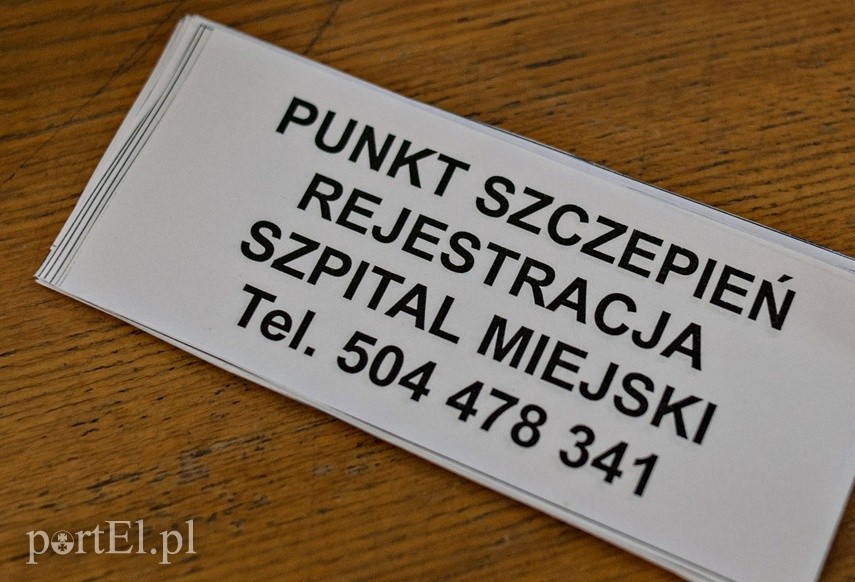 PUNKT SZCZEPIEŃ
REJESTRACJA
SZPITAL MIEJSKI
Tel. 504 478 341
portEl.pl